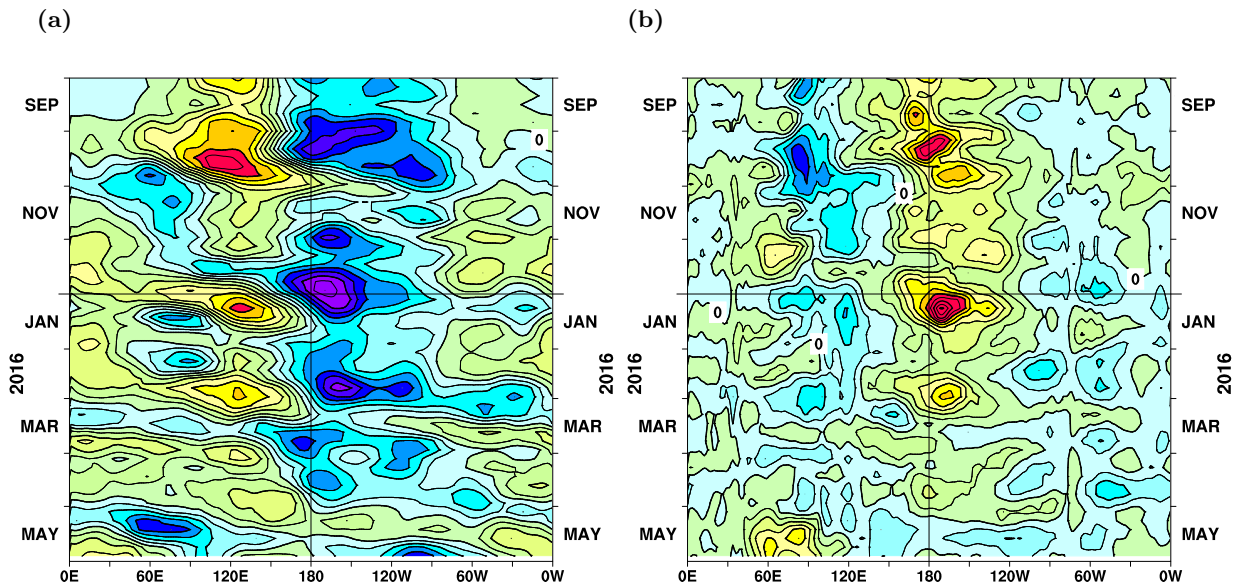 (a) (b)
SEP SEP SEP SEP
0
0
NOV NOV NOV NOV
0
0
JAN JAN JAN JAN
0
2016 2016 2016 2016
MAR MAR MAR MAR
MAY MAY MAY MAY
0E 60E 120E 180 120W 60W 0W 0E 60E 120E 180 120W 60W 0W